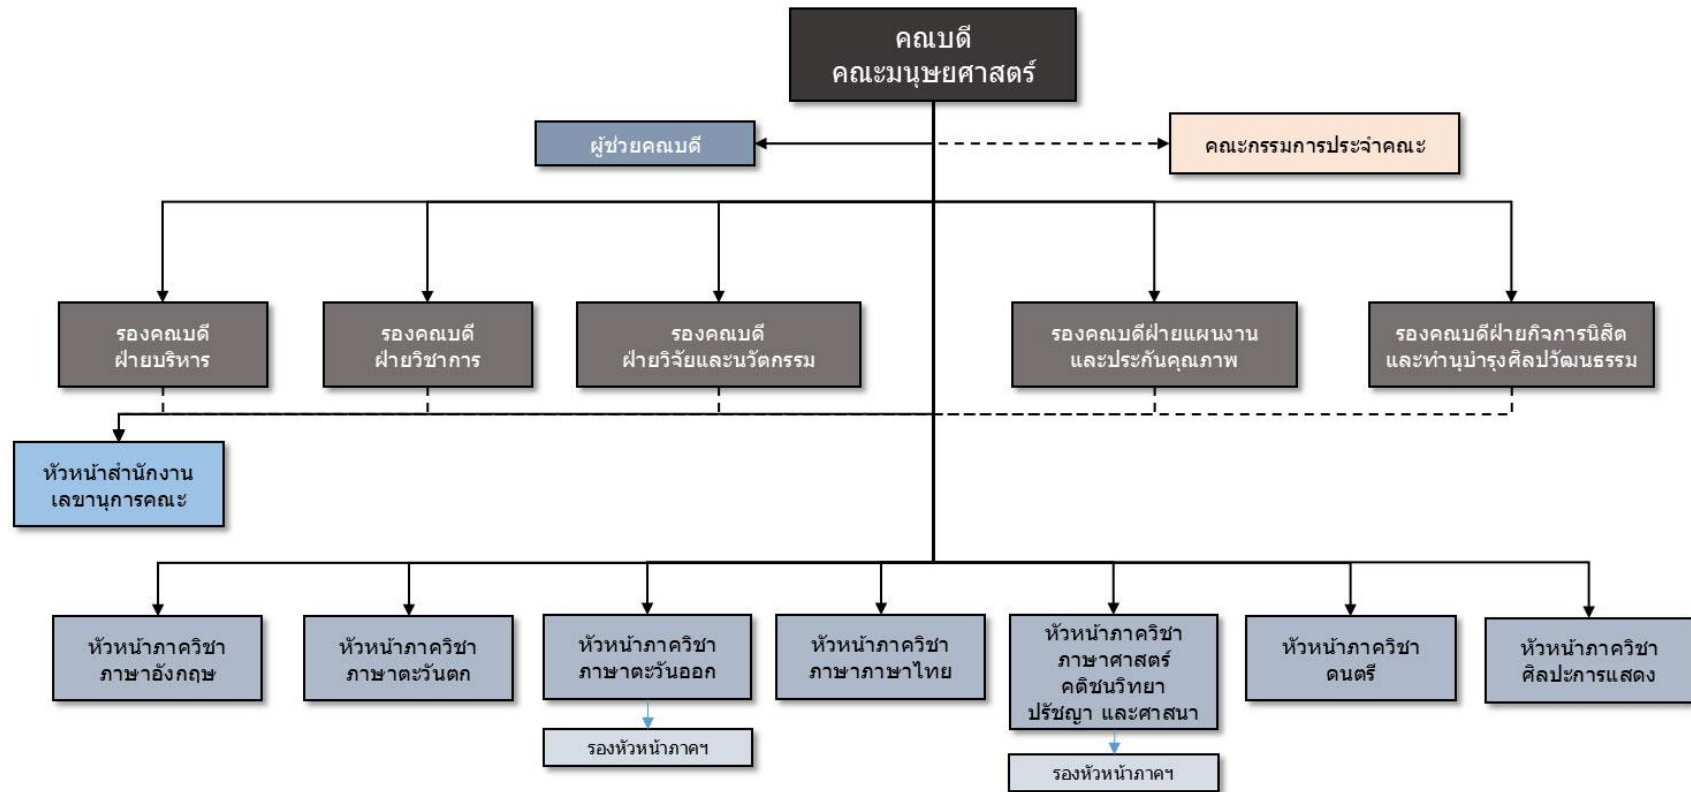 คณบดี
คณะมนุษยศาสตร์
ผู้ช่วยคณบดี
คณะกรรมการประจำคณะ
รองคณบดี
ฝ่ายบริหาร
รองคณบดี
ฝ่ายวิชาการ
รองคณบดี
ฝ่ายวิจัยและนวัตกรรม
รองคณบดีฝ่ายแผนงาน
และประกันคุณภาพ
รองคณบดีฝ่ายกิจการนิสิต
และทำนุบำรุงศิลปวัฒนธรรม
หัวหน้าสำนักงาน
เลขานุการคณะ
หัวหน้าภาควิชา
ภาษาอังกฤษ
หัวหน้าภาควิชา
ภาษาตะวันตก
หัวหน้าภาควิชา
ภาษาตะวันออก
หัวหน้าภาควิชา
ภาษาภาษาไทย
หัวหน้าภาควิชา
ภาษาศาสตร์
คติชนวิทยา
ปรัชญา และศาสนา
หัวหน้าภาควิชา
ดนตรี
หัวหน้าภาควิชา
ศิลปะการแสดง
รองหัวหน้าภาคฯ
รองหัวหน้าภาคฯ